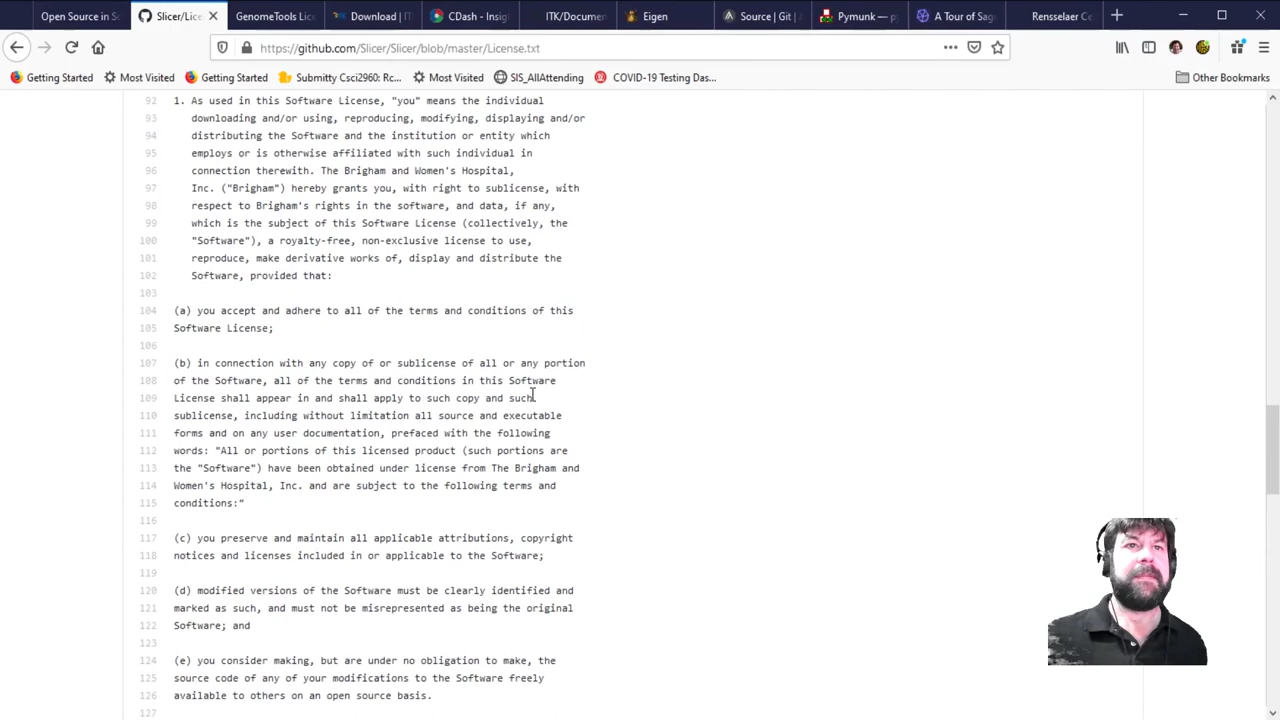 Open Source in So
Slicer/Lice
GenomeTools Lice
Download | IT
CDash - Insig
ITK/Documen
Eigen
Source | Git | A
Pymunk — p
A Tour of Sag
Rensselaer Ce
https://github.com/Slicer/Slicer/blob/master/License.txt
Getting Started
Most Visited
Getting Started
Submitty Csci2960: Rc...
Most Visited
SIS_AllAttending
COVID-19 Testing Das...
Other Bookmarks
92 1. As used in this Software License, "you" means the individual
93 downloading and/or using, reproducing, modifying, displaying and/or
94 distributing the Software and the institution or entity which
95 employs or is otherwise affiliated with such individual in
96 connection therewith. The Brigham and Women's Hospital,
97 Inc. ("Brigham") hereby grants you, with right to sublicense, with
98 respect to Brigham's rights in the software, and data, if any,
99 which is the subject of this Software License (collectively, the
100 "Software"), a royalty-free, non-exclusive license to use,
101 reproduce, make derivative works of, display and distribute the
102 Software, provided that:
103
104 (a) you accept and adhere to all of the terms and conditions of this
105 Software License;
106
107 (b) in connection with any copy of or sublicense of all or any portion
108 of the Software, all of the terms and conditions in this Software
109 License shall appear in and shall apply to such copy and such
110 sublicense, including without limitation all source and executable
111 forms and on any user documentation, prefaced with the following
112 words: "All or portions of this licensed product (such portions are
113 the "Software") have been obtained under license from The Brigham and
114 Women's Hospital, Inc. and are subject to the following terms and
115 conditions:"
116
117 (c) you preserve and maintain all applicable attributions, copyright
118 notices and licenses included in or applicable to the Software;
119
120 (d) modified versions of the Software must be clearly identified and
121 marked as such, and must not be misrepresented as being the original
122 Software; and
123
124 (e) you consider making, but are under no obligation to make, the
125 source code of any of your modifications to the Software freely
126 available to others on an open source basis.
127